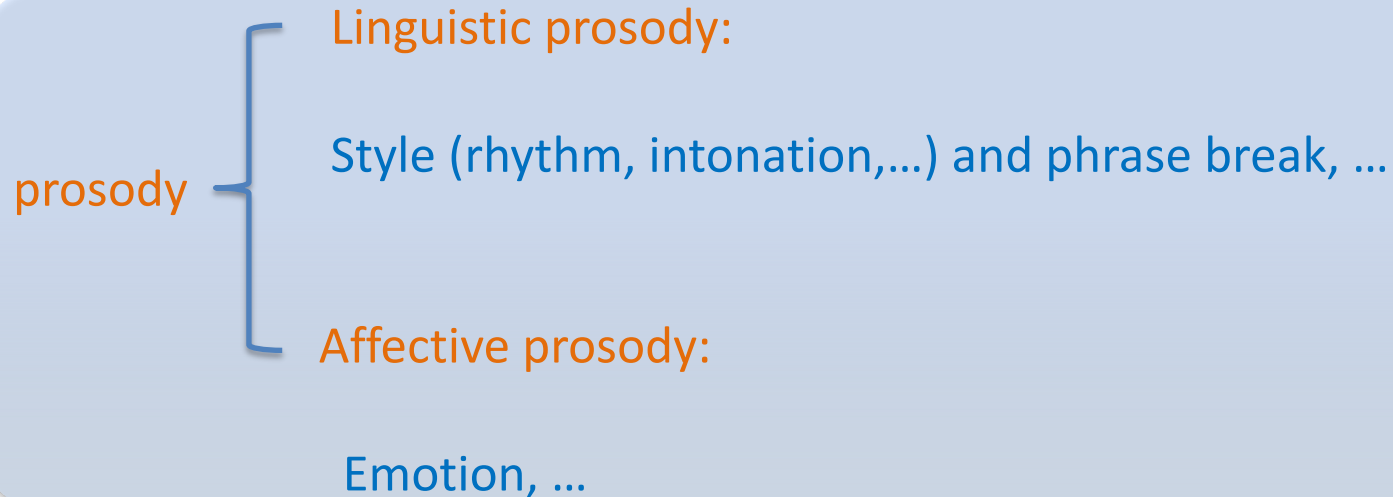 Linguistic prosody:
Style (rhythm, intonation,…) and phrase break, …
prosody
Affective prosody:
Emotion, …